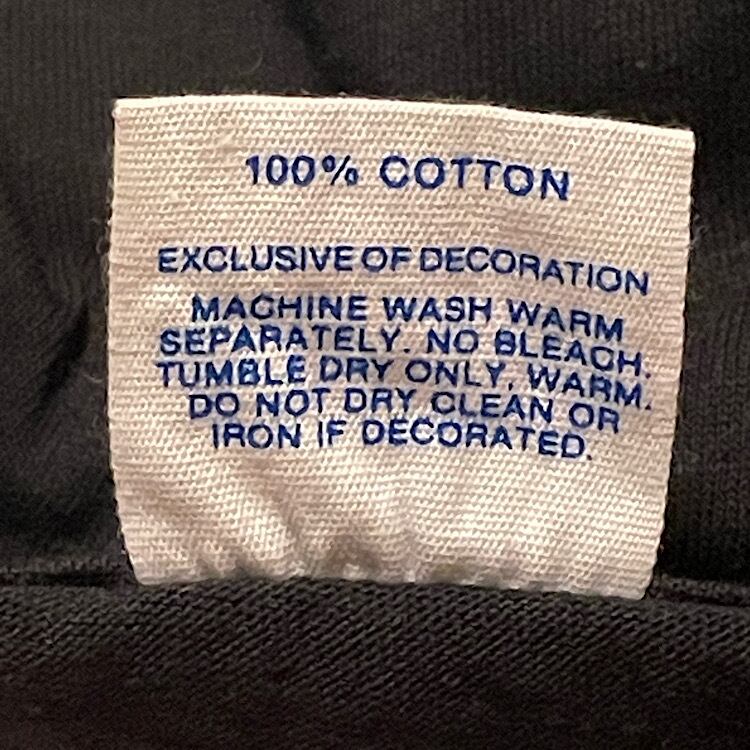 100% COTTON
EXCLUSIVE OF DECORATION
MACHINE WASH WARM
SEPARATELY. NO BLEACH.
TUMBLE DRY ONLY, WARM.
DO NOT DRY CLEAN OR
IRON IF DECORATED.